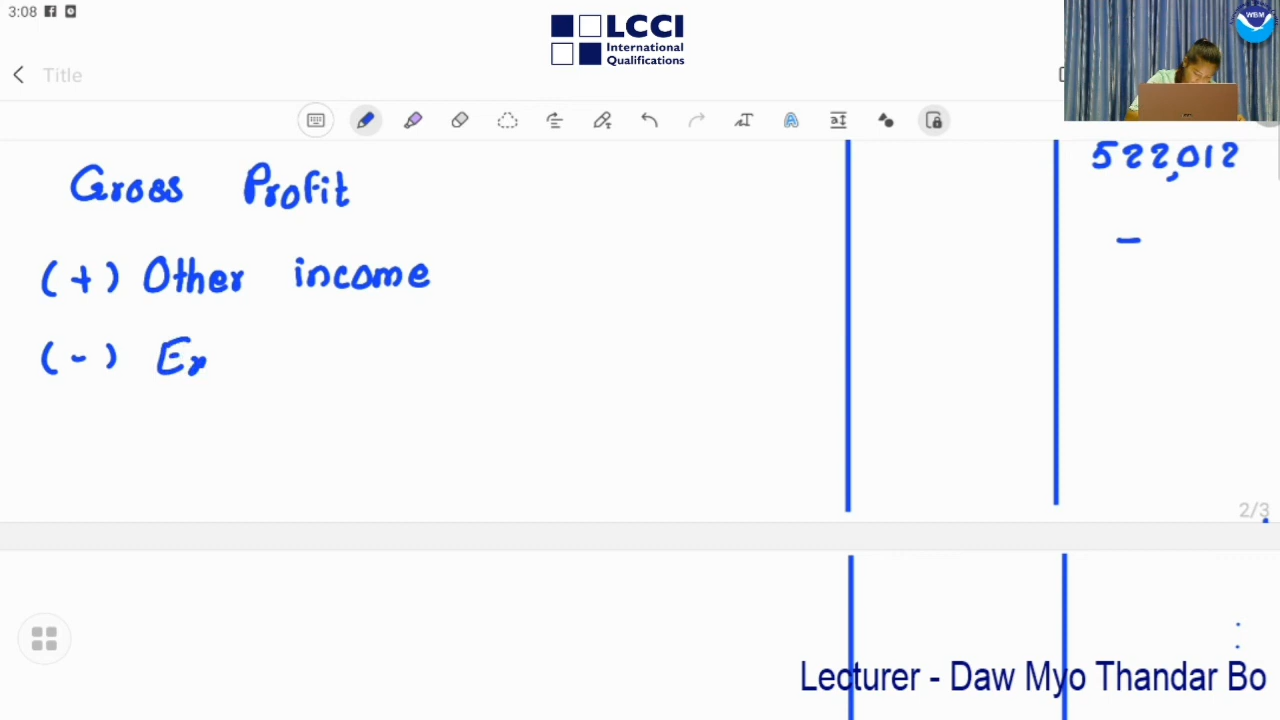 3:08
LCCI
International
Qualifications
WBM
Title
522,012
Gross Profit
-
(+) Other income
(-) Ex
2/3
Lecturer - Daw Myo Thandar Bo